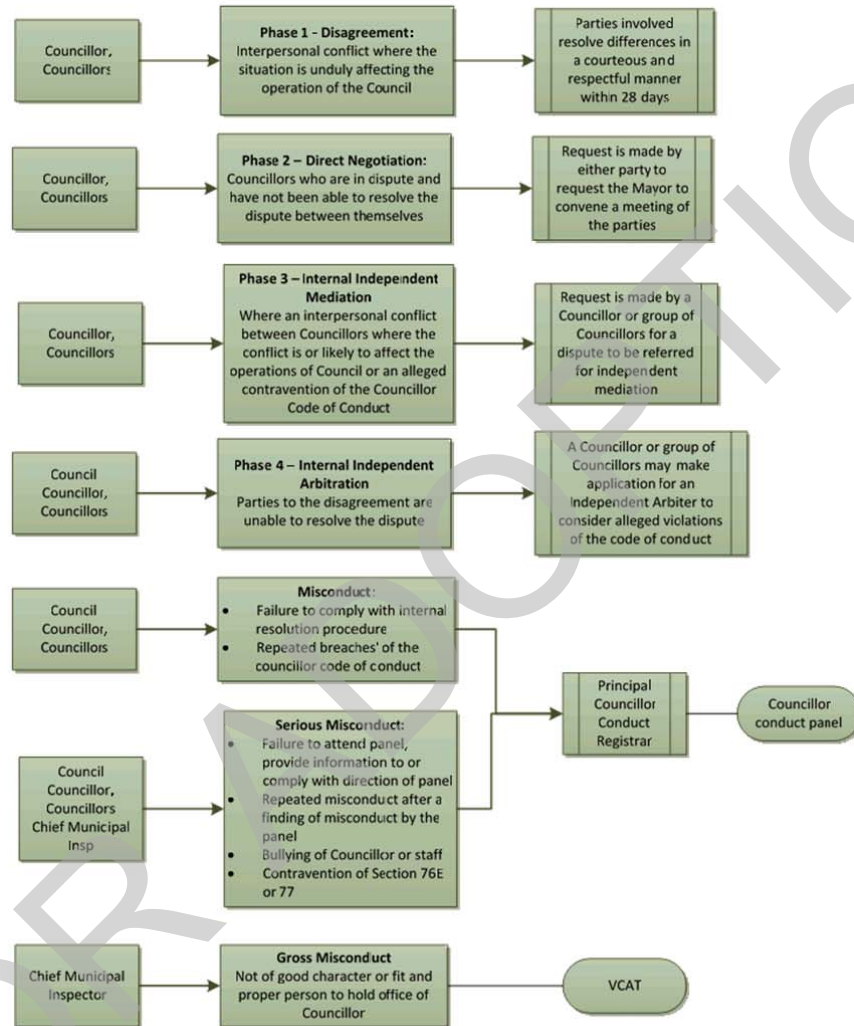 Councillor,
Councillors
Phase 1 - Disagreement:
Interpersonal conflict where the
situation is unduly affecting the
operation of the Council
Parties involved
resolve differences in
a courteous and
respectful manner
within 28 days
Councillor,
Councillors
Phase 2 – Direct Negotiation:
Councillors who are in dispute and
have not been able to resolve the
dispute between themselves
Request is made by
either party to
request the Mayor to
convene a meeting of
the parties
Councillor,
Councillors
Phase 3 – Internal Independent
Mediation
Where an interpersonal conflict
between Councillors where the
conflict is or likely to affect the
operations of Council or an alleged
contravention of the Councillor
Code of Conduct
Request is made by a
Councillor or group of
Councillors for a
dispute to be referred
for independent
mediation
Council
Councillor,
Councillors
Phase 4 – Internal Independent
Arbitration
Parties to the disagreement are
unable to resolve the dispute
A Councillor or group of
Councillors may make
application for an
Independent Arbiter to
consider alleged violations
of the code of conduct
Council
Councillor,
Councillors
Misconduct:
• Failure to comply with internal
resolution procedure
• Repeated breaches' of the
councillor code of conduct
Principal
Councillor
Conduct
Registrar
Councillor
conduct panel
Council
Councillor,
Councillors
Chief Municipal
Insp
Serious Misconduct:
• Failure to attend panel,
provide information to or
comply with direction of panel
• Repeated misconduct after a
finding of misconduct by the
panel
• Bullying of Councillor or staff
• Contravention of Section 76E
or 77
Chief Municipal
Inspector
Gross Misconduct
Not of good character or fit and
proper person to hold office of
Councillor
VCAT
OR ADOPTIO